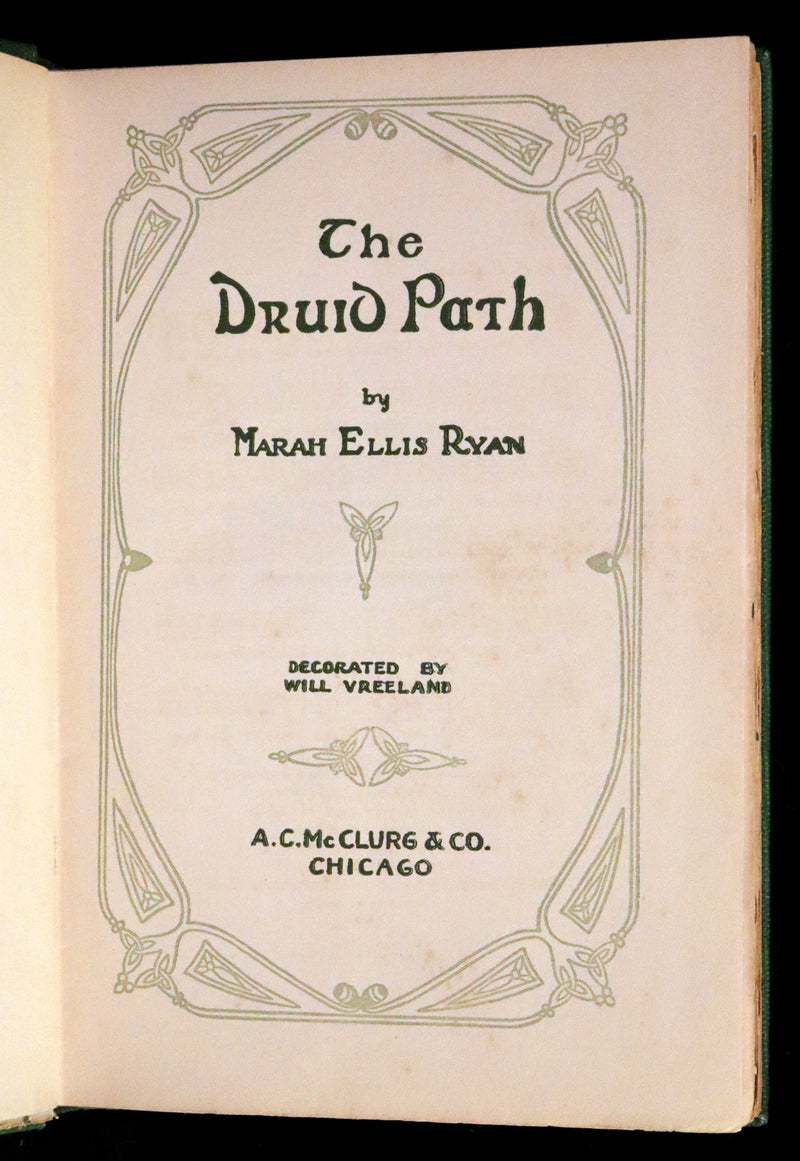 The
Druid Path
by
Marah Ellis Ryan
DECORATED BY
WILL VREELAND
A.C. McCLURG & CO.
CHICAGO